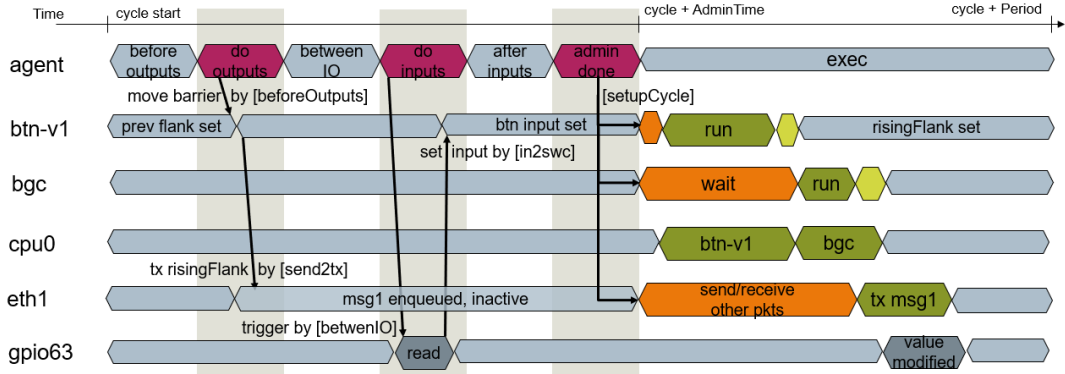 Time
cycle start
cycle + AdminTime
cycle + Period
agent
before
outputs
do
outputs
between
IO
do
inputs
after
inputs
admin
done
exec
move barrier by [beforeOutputs]
[setupCycle]
btn-v1
prev flank set
btn input set
run
risingFlank set
set input by [in2swc]
bgc
wait
run
cpu0
btn-v1
bgc
tx risingFlank by [send2tx]
eth1
msg1 enqueued, inactive
send/receive
other pkts
tx msg1
trigger by [betwenIO]
gpio63
read
value
modified